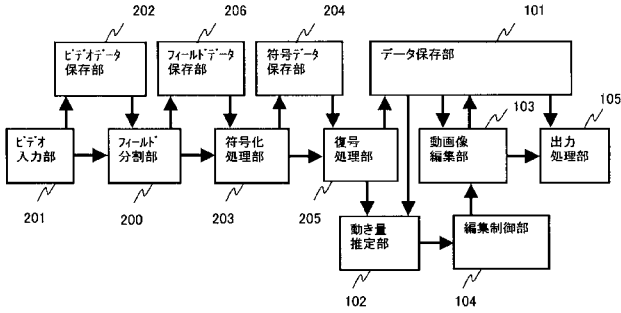 202
206
204
101
ﾋﾞﾃﾞｵﾃﾞｰﾀ
保存部
ﾌｨｰﾙﾄﾞﾃﾞｰﾀ
保存部
符号ﾃﾞｰﾀ
保存部
データ保存部
103
105
ﾋﾞﾃﾞｵ
入力部
ﾌｨｰﾙﾄﾞ
分割部
符号化
処理部
復号
処理部
動画像
編集部
出力
処理部
201
200
203
205
動き量
推定部
編集制御部
102
104